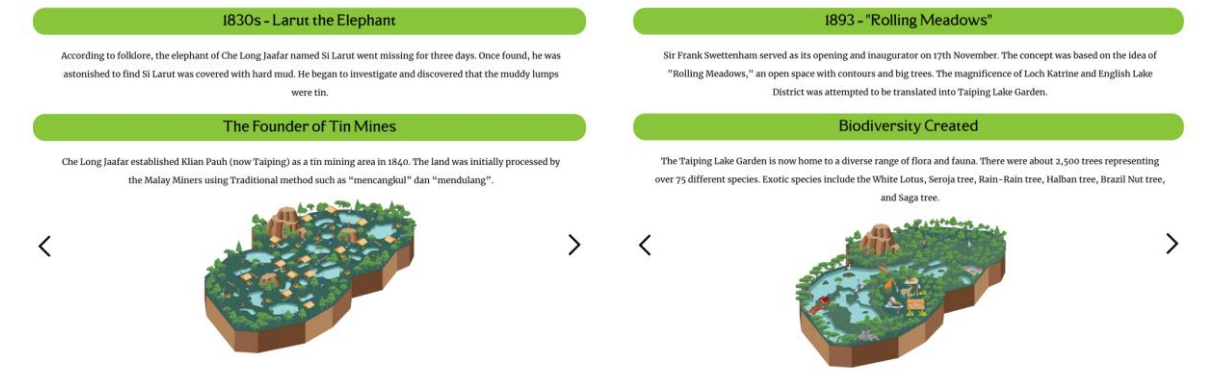 1830s - Larut the Elephant
According to folklore, the elephant of Che Long Jaafar named Si Larut went missing for three days. Once found, he was
astonished to find Si Larut was covered with hard mud. He began to investigate and discovered that the muddy lumps
were tin.
The Founder of Tin Mines
Che Long Jaafar established Klian Pauh (now Taiping) as a tin mining area in 1840. The land was initially processed by
the Malay Miners using Traditional method such as “mencangkul” dan “mendulang”.
1893 - "Rolling Meadows"
Sir Frank Swettenham served as its opening and inaugurator on 17th November. The concept was based on the idea of
"Rolling Meadows," an open space with contours and big trees. The magnificence of Loch Katrine and English Lake
District was attempted to be translated into Taiping Lake Garden.
Biodiversity Created
The Taiping Lake Garden is now home to a diverse range of flora and fauna. There were about 2,500 trees representing
over 75 different species. Exotic species include the White Lotus, Seroja tree, Rain-Rain tree, Halban tree, Brazil Nut tree,
and Saga tree.